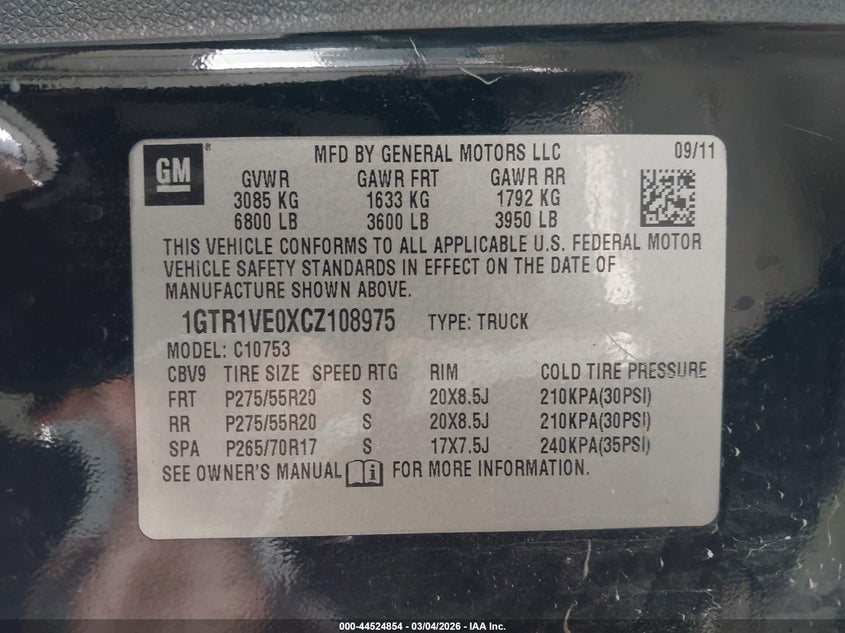 GM ® MFD BY GENERAL MOTORS LLC 09/11
GVWR GAWR FRT GAWR RR
3085 KG 1633 KG 1792 KG
6800 LB 3600 LB 3950 LB
THIS VEHICLE CONFORMS TO ALL APPLICABLE U.S. FEDERAL MOTOR
VEHICLE SAFETY STANDARDS IN EFFECT ON THE DATE OF
MANUFACTURE SHOWN ABOVE.
1GTR1VE0XCZ108975 TYPE: TRUCK
MODEL: C10753
CBV9 TIRE SIZE SPEED RTG RIM COLD TIRE PRESSURE
FRT P275/55R20 S 20X8.5J 210KPA(30PSI)
RR P275/55R20 S 20X8.5J 210KPA(30PSI)
SPA P265/70R17 S 17X7.5J 240KPA(35PSI)
SEE OWNER'S MANUAL i FOR MORE INFORMATION.
000-44524854 | 03/04/2026 - IAA Inc.